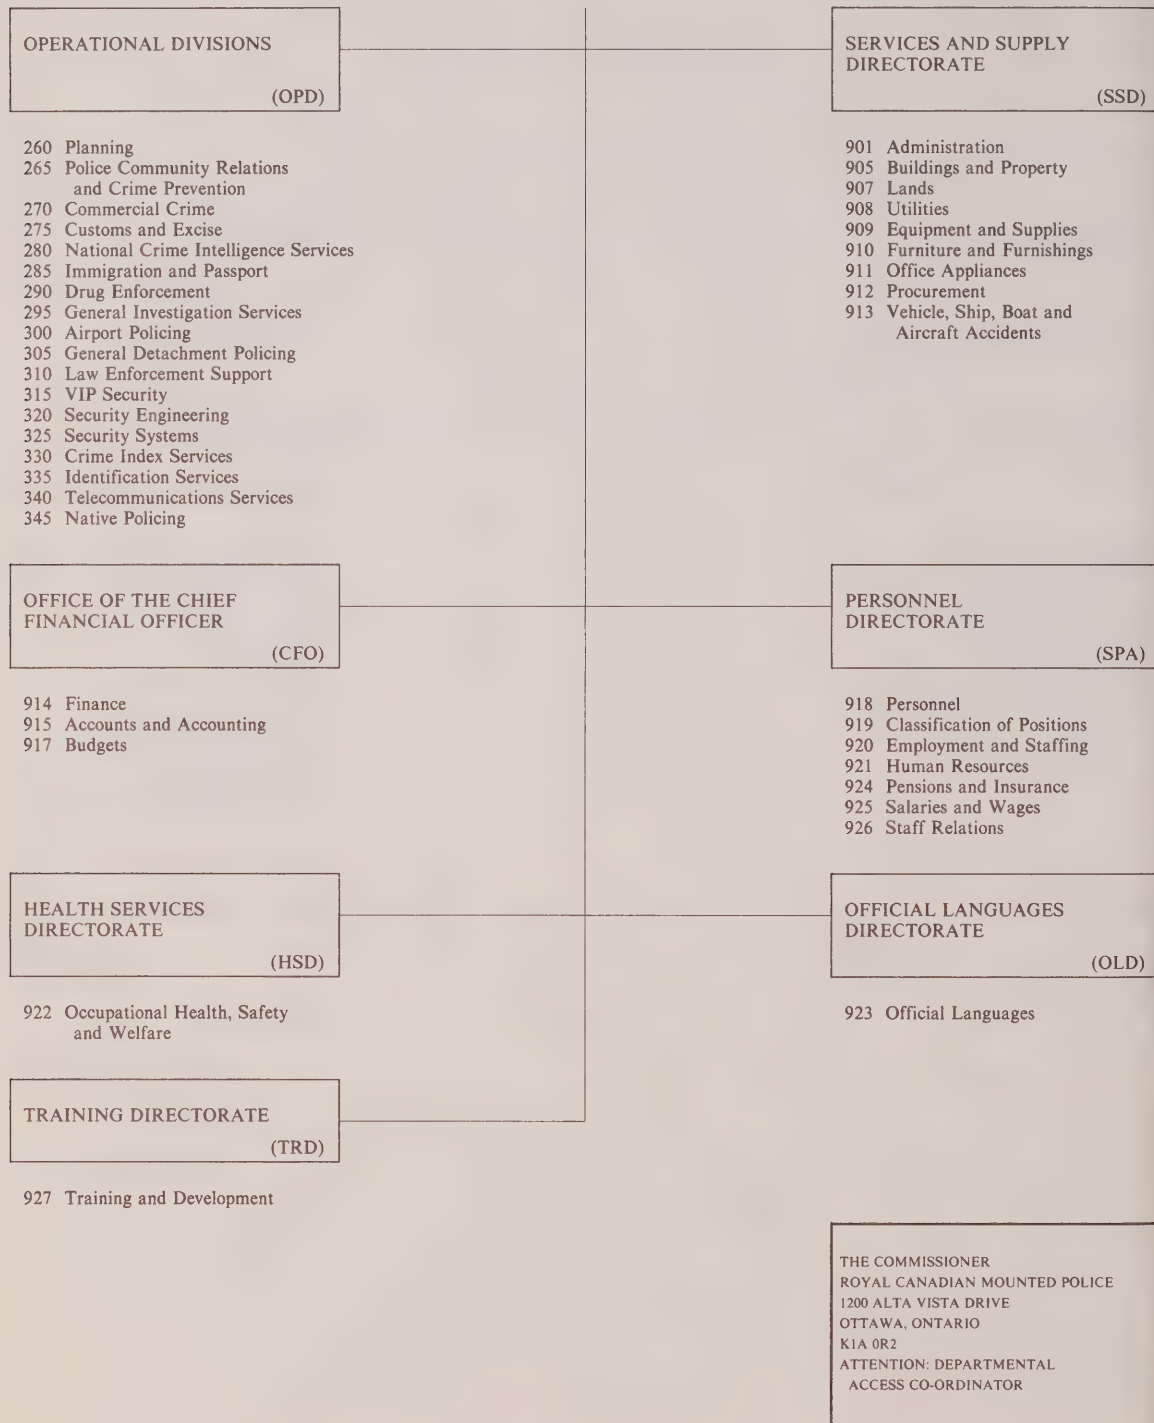 OPERATIONAL DIVISIONS
(OPD)
260 Planning
265 Police Community Relations
and Crime Prevention
270 Commercial Crime
275 Customs and Excise
280 National Crime Intelligence Services
285 Immigration and Passport
290 Drug Enforcement
295 General Investigation Services
300 Airport Policing
305 General Detachment Policing
310 Law Enforcement Support
315 VIP Security
320 Security Engineering
325 Security Systems
330 Crime Index Services
335 Identification Services
340 Telecommunications Services
345 Native Policing
SERVICES AND SUPPLY
DIRECTORATE
(SSD)
901 Administration
905 Buildings and Property
907 Lands
908 Utilities
909 Equipment and Supplies
910 Furniture and Furnishings
911 Office Appliances
912 Procurement
913 Vehicle, Ship, Boat and
Aircraft Accidents
OFFICE OF THE CHIEF
FINANCIAL OFFICER
(CFO)
914 Finance
915 Accounts and Accounting
917 Budgets
PERSONNEL
DIRECTORATE
(SPA)
918 Personnel
919 Classification of Positions
920 Employment and Staffing
921 Human Resources
924 Pensions and Insurance
925 Salaries and Wages
926 Staff Relations
HEALTH SERVICES
DIRECTORATE
(HSD)
922 Occupational Health, Safety
and Welfare
OFFICIAL LANGUAGES
DIRECTORATE
(OLD)
923 Official Languages
TRAINING DIRECTORATE
(TRD)
927 Training and Development
THE COMMISSIONER
ROYAL CANADIAN MOUNTED POLICE
1200 ALTA VISTA DRIVE
OTTAWA, ONTARIO
K1A 0R2
ATTENTION: DEPARTMENTAL
ACCESS CO-ORDINATOR